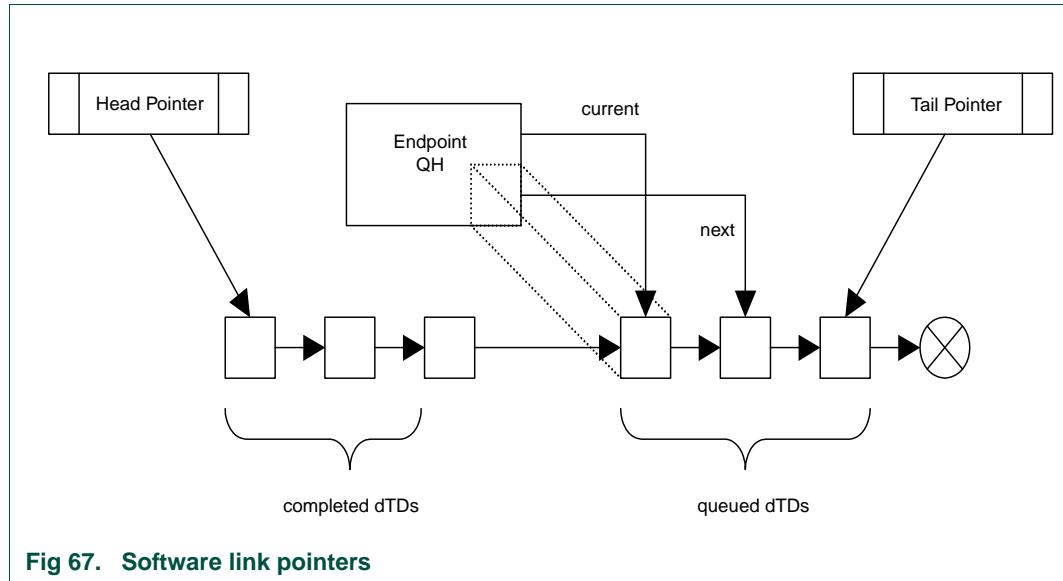 Head Pointer
Endpoint
QH
current
Tail Pointer
next
completed dTDs
queued dTDs
Fig 67. Software link pointers